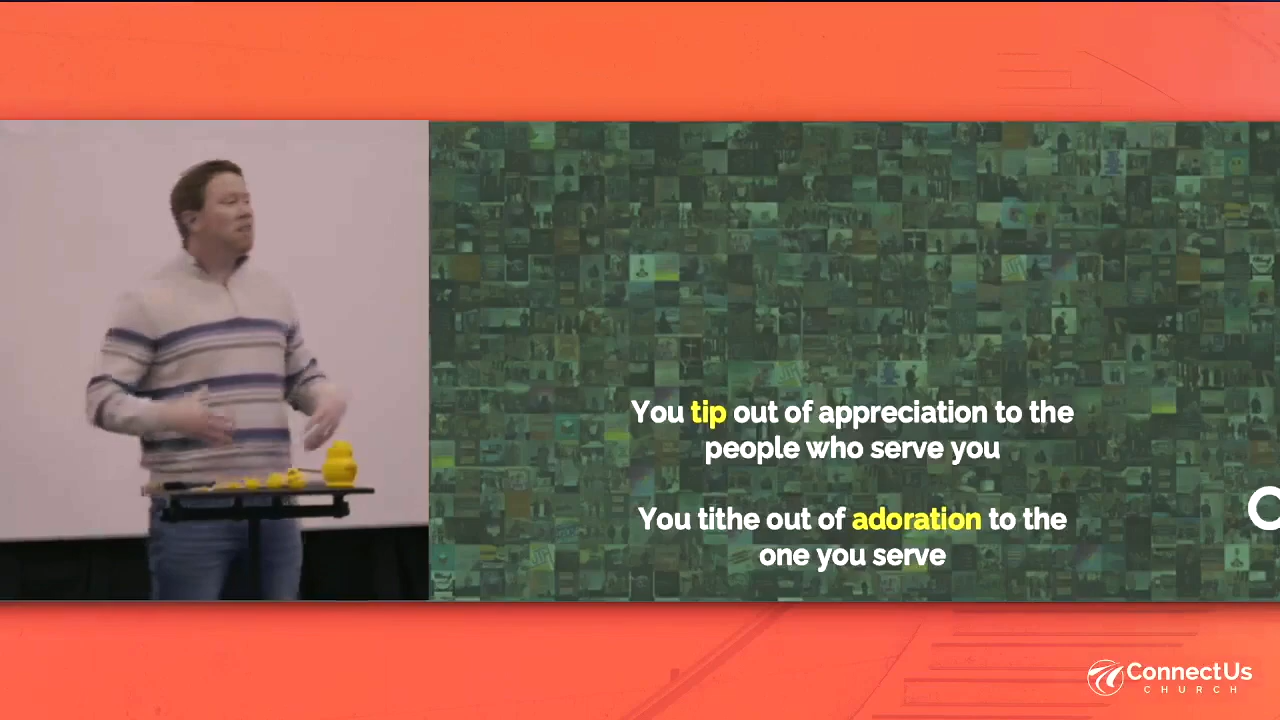 You tip out of appreciation to the
people who serve you
You tithe out of adoration to the
one you serve
ConnectUs
CHURCH